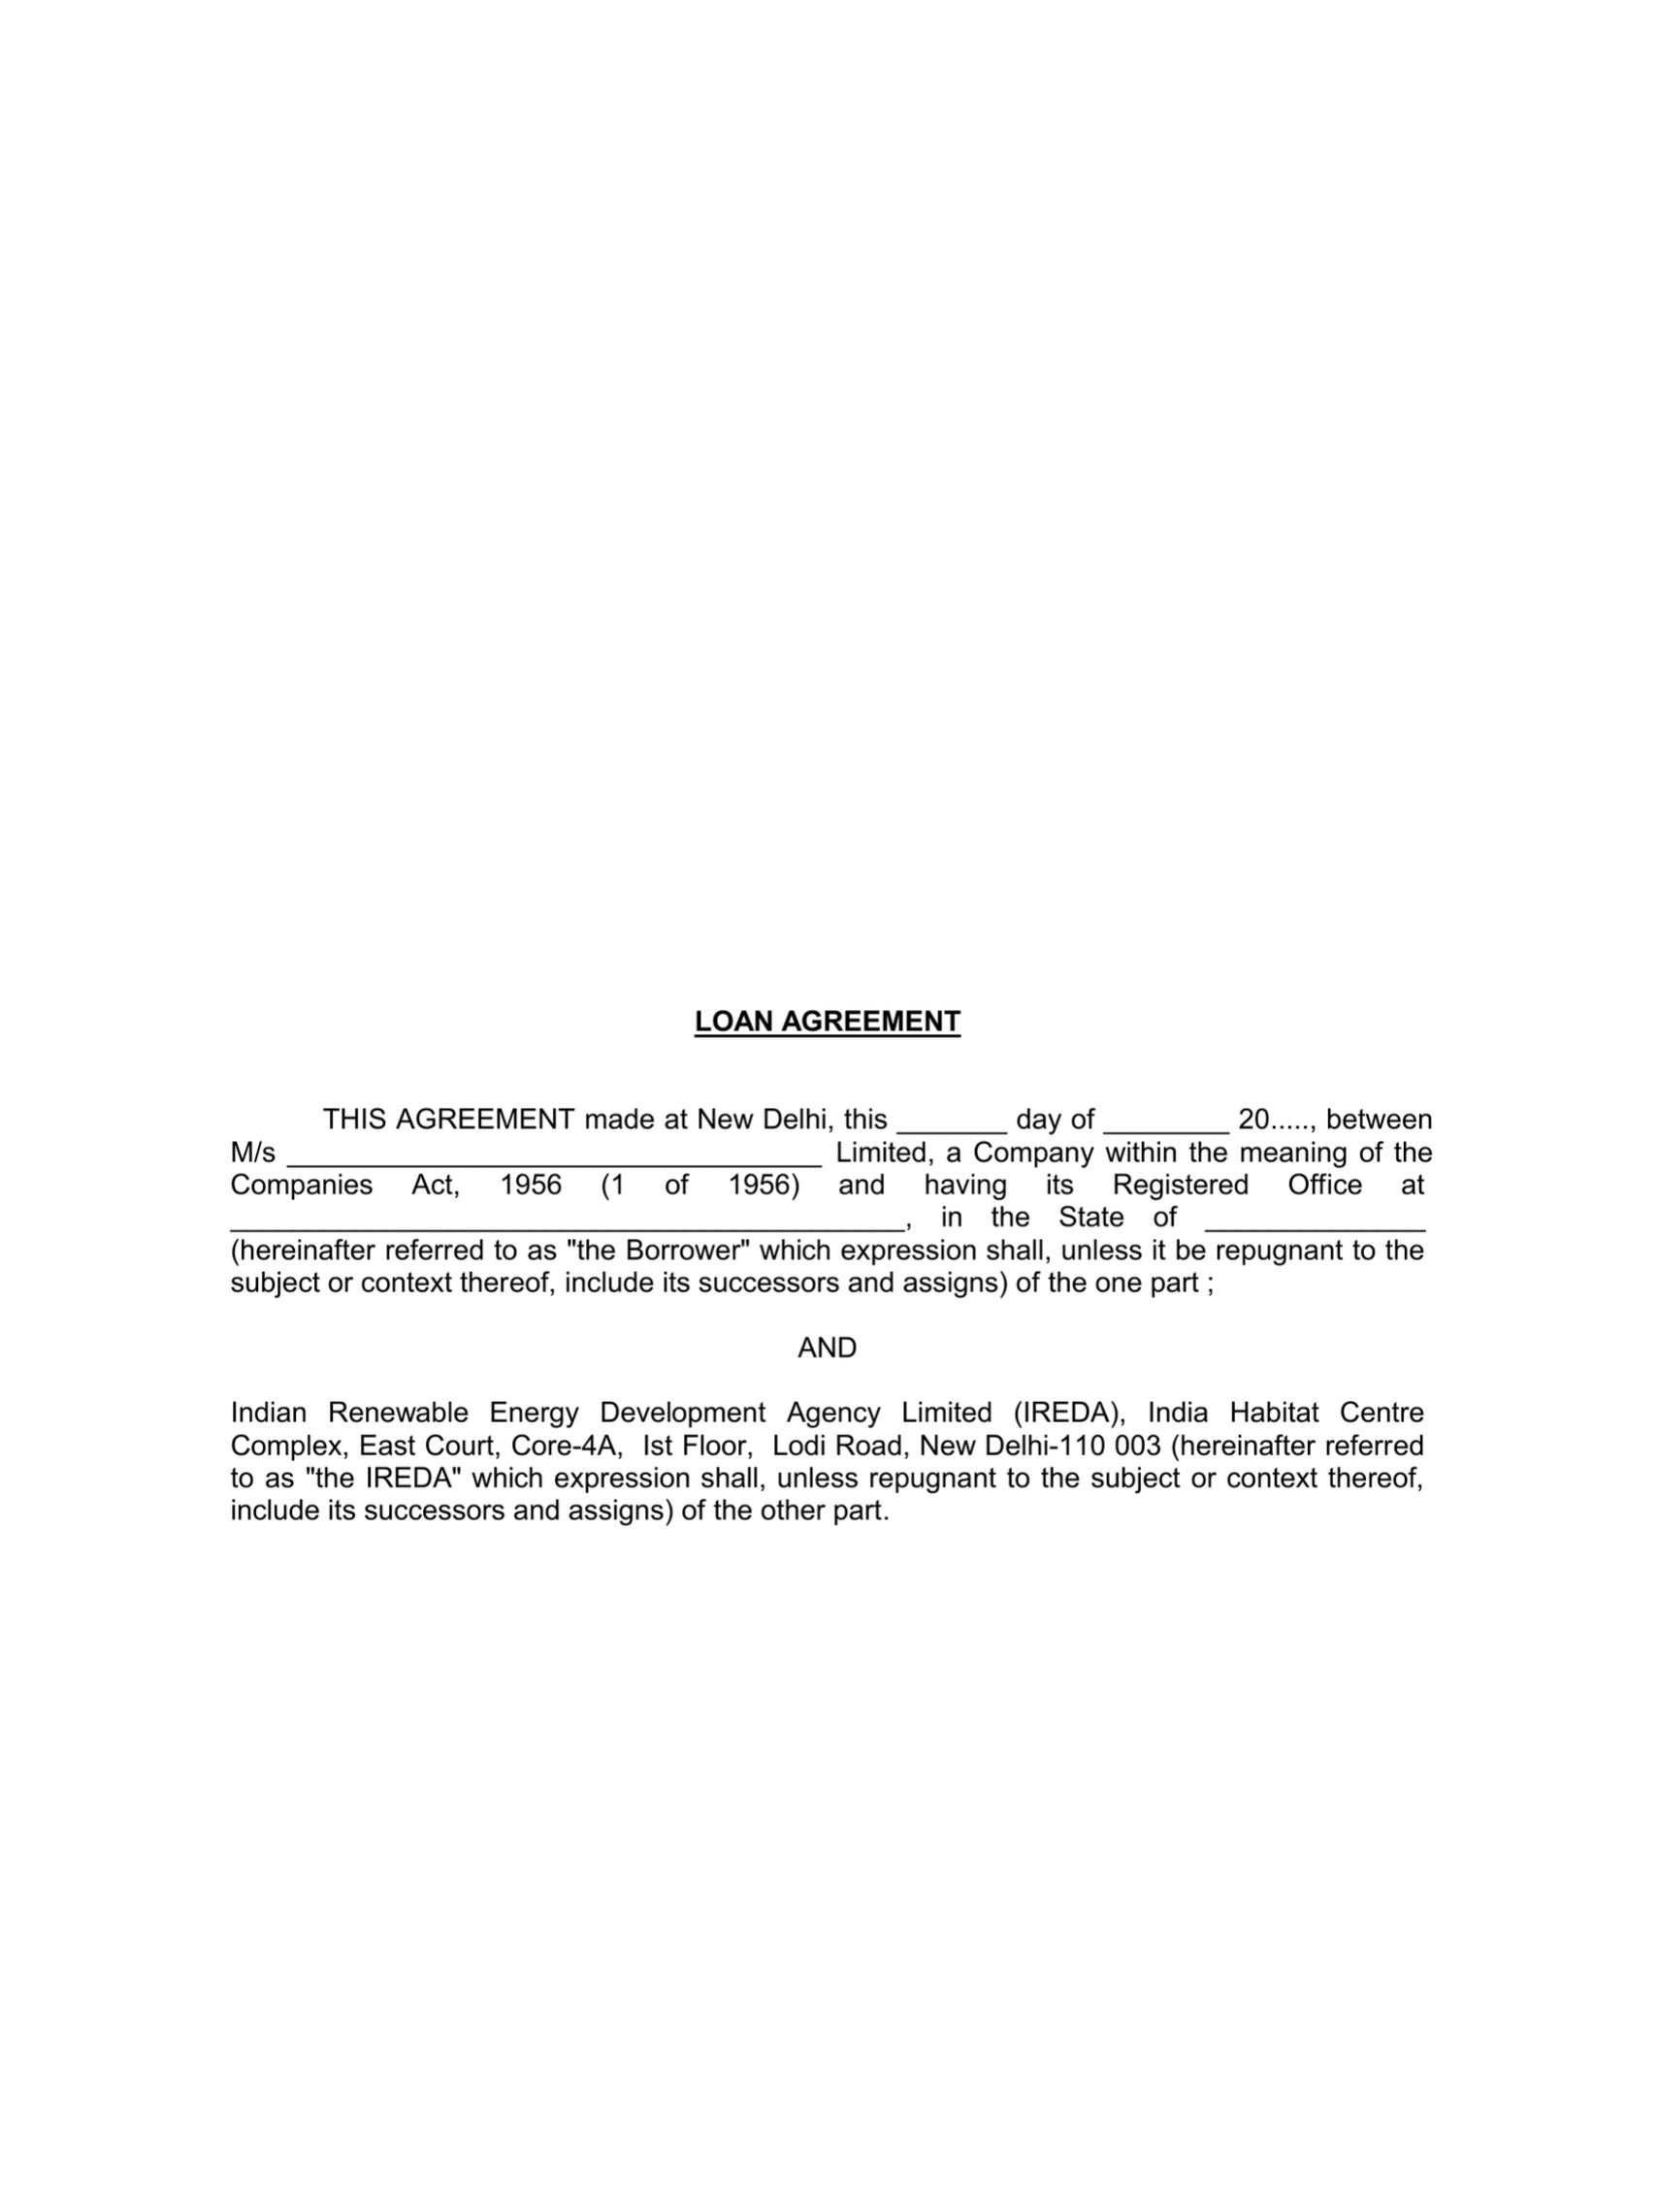 LOAN AGREEMENT
THIS AGREEMENT made at New Delhi, this _______ day of ________ 20....., between
M/s __________________________________ Limited, a Company within the meaning of the
Companies Act, 1956 (1 of 1956) and having its Registered Office at
___________________________________________, in the State of ______________
(hereinafter referred to as "the Borrower" which expression shall, unless it be repugnant to the
subject or context thereof, include its successors and assigns) of the one part ;
AND
Indian Renewable Energy Development Agency Limited (IREDA), India Habitat Centre
Complex, East Court, Core-4A, Ist Floor, Lodi Road, New Delhi-110 003 (hereinafter referred
to as "the IREDA" which expression shall, unless repugnant to the subject or context thereof,
include its successors and assigns) of the other part.